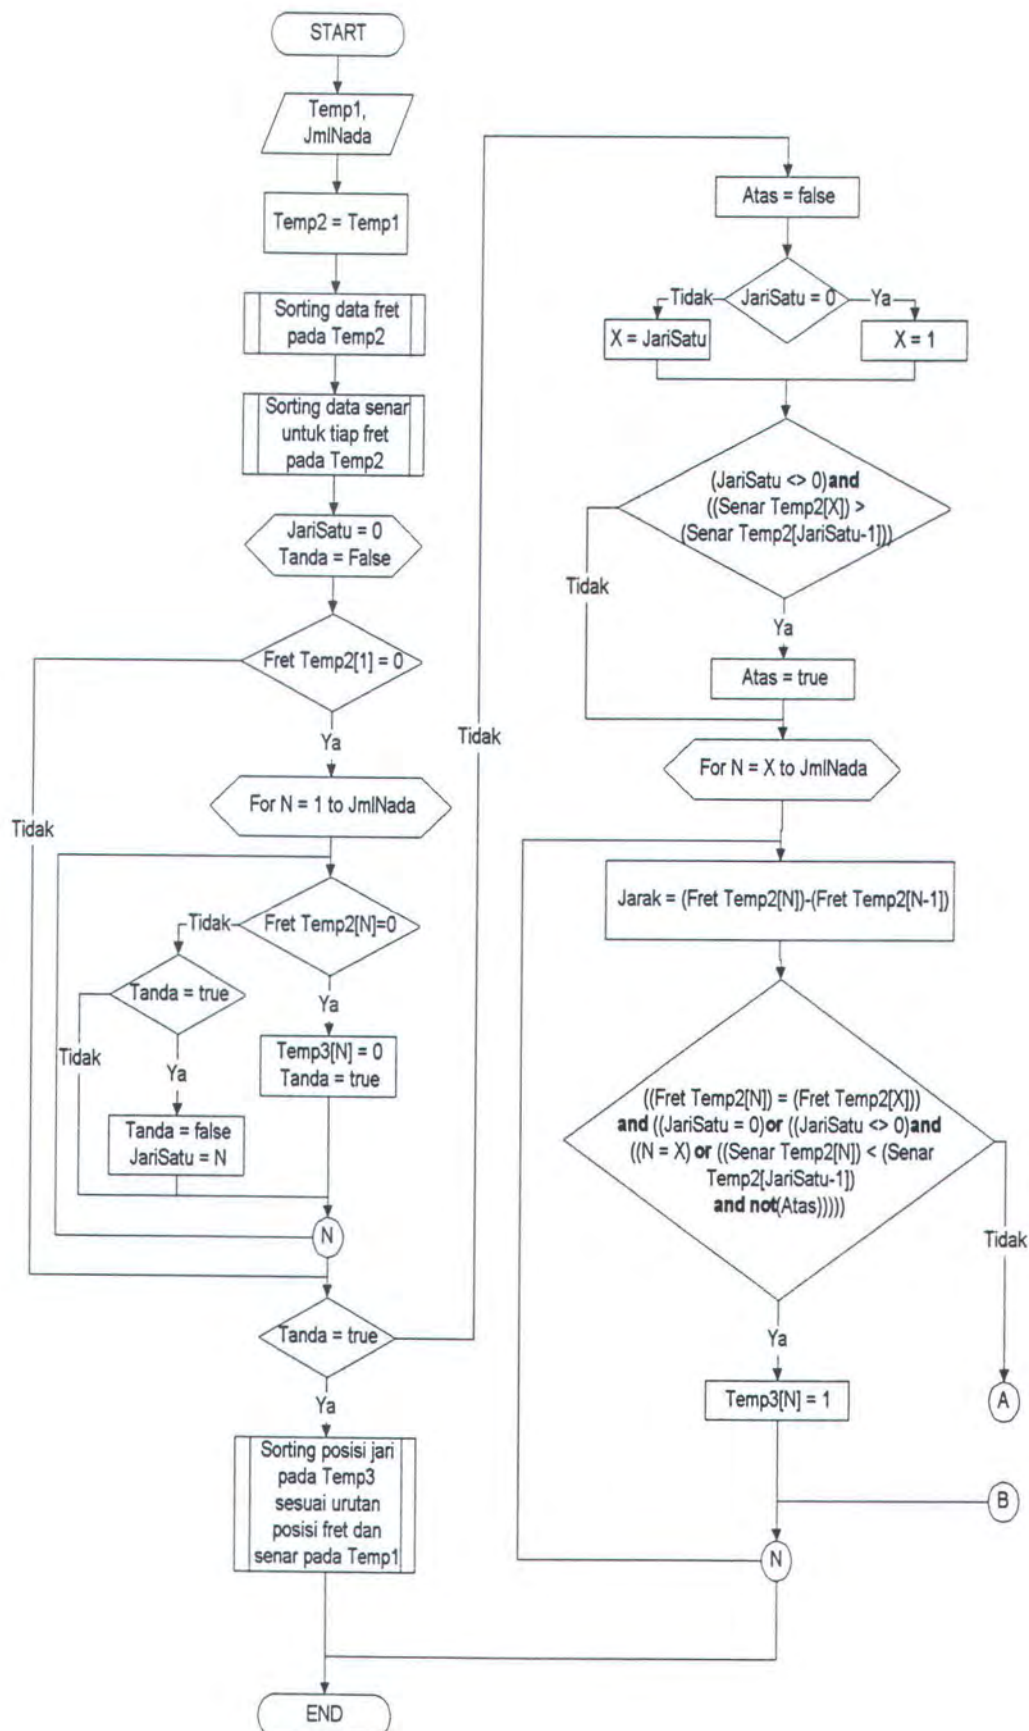 START
Temp1,
JmlNada
Temp2 = Temp1
Sorting data fret
pada Temp2
Sorting data senar
untuk tiap fret
pada Temp2
JariSatu = 0
Tanda = False
Fret Temp2[1] = 0
Ya
Tidak
For N = 1 to JmlNada
Fret Temp2[N]=0
Tidak
Tanda = true
Ya
Tidak
Ya
Temp3[N] = 0
Tanda = true
Tanda = false
JariSatu = N
N
Tanda = true
Tidak
Ya
Sorting posisi jari
pada Temp3
sesuai urutan
posisi fret dan
senar pada Temp1
END
Atas = false
JariSatu = 0
Tidak
Ya
X = JariSatu
X = 1
(JariSatu <> 0)and
((Senar Temp2[X]) >
(Senar Temp2[JariSatu-1]))
Tidak
Ya
Atas = true
For N = X to JmlNada
Jarak = (Fret Temp2[N])-(Fret Temp2[N-1])
((Fret Temp2[N]) = (Fret Temp2[X]))
and ((JariSatu = 0)or ((JariSatu <> 0)and
((N = X) or ((Senar Temp2[N]) < (Senar
Temp2[JariSatu-1])
and not(Atas)))))
Tidak
Ya
Temp3[N] = 1
A
B
N